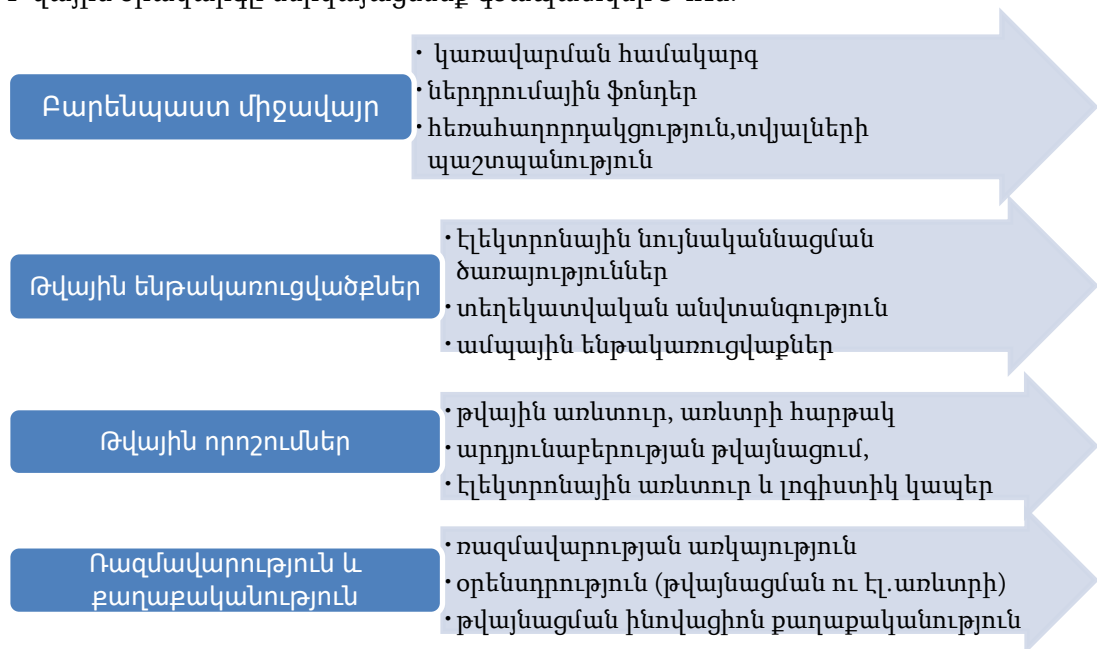 Բարենպաստ միջավայր
• կառավարման համակարգ
• ներդրումային ֆոնդեր
• հեռահաղորդակցություն,տվյալների
պաշտպանություն
Թվային ենթակառուցվածքներ
• էլեկտրոնային նույնականնացման
ծառայություններ
• տեղեկատվական անվտանգություն
• ամպային ենթակառուցվաքներ
Թվային որոշումներ
• թվային առևտուր, առևտրի հարթակ
• արդյունաբերության թվայնացում,
• էլեկտրոնային առևտուր և լոգիստիկ կապեր
Ռազմավարություն և
քաղաքականություն
• ռազմավարության առկայություն
• օրենսդրություն (թվայնացման ու էլ.առևտրի)
• թվայնացման ինովացիոն քաղաքականություն